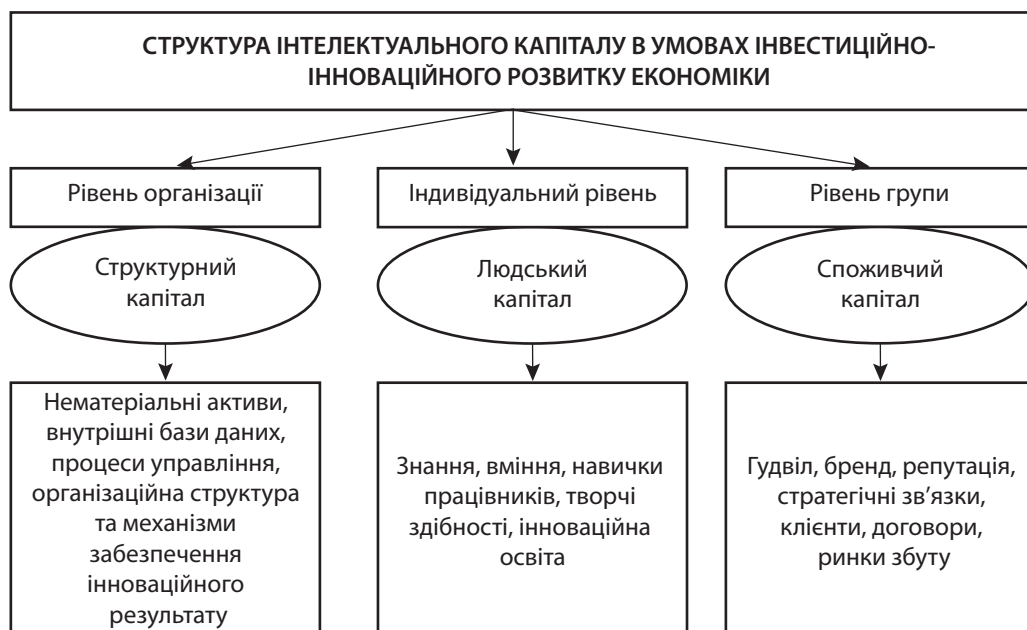 СТРУКТУРА ІНТЕЛЕКТУАЛЬНОГО КАПІТАЛУ В УМОВАХ ІНВЕСТИЦІЙНО-
ІННОВАЦІЙНОГО РОЗВИТКУ ЕКОНОМІКИ
Рівень організації
Індивідуальний рівень
Рівень групи
Структурний
капітал
Людський
капітал
Споживчий
капітал
Нематеріальні активи,
внутрішні бази даних,
процеси управління,
організаційна структура
та механізми
забезпечення
інноваційного
результату
Знання, вміння, навички
працівників, творчі
здібності, інноваційна
освіта
Гудвіл, бренд, репутація,
стратегічні зв’язки,
клієнти, договори,
ринки збуту